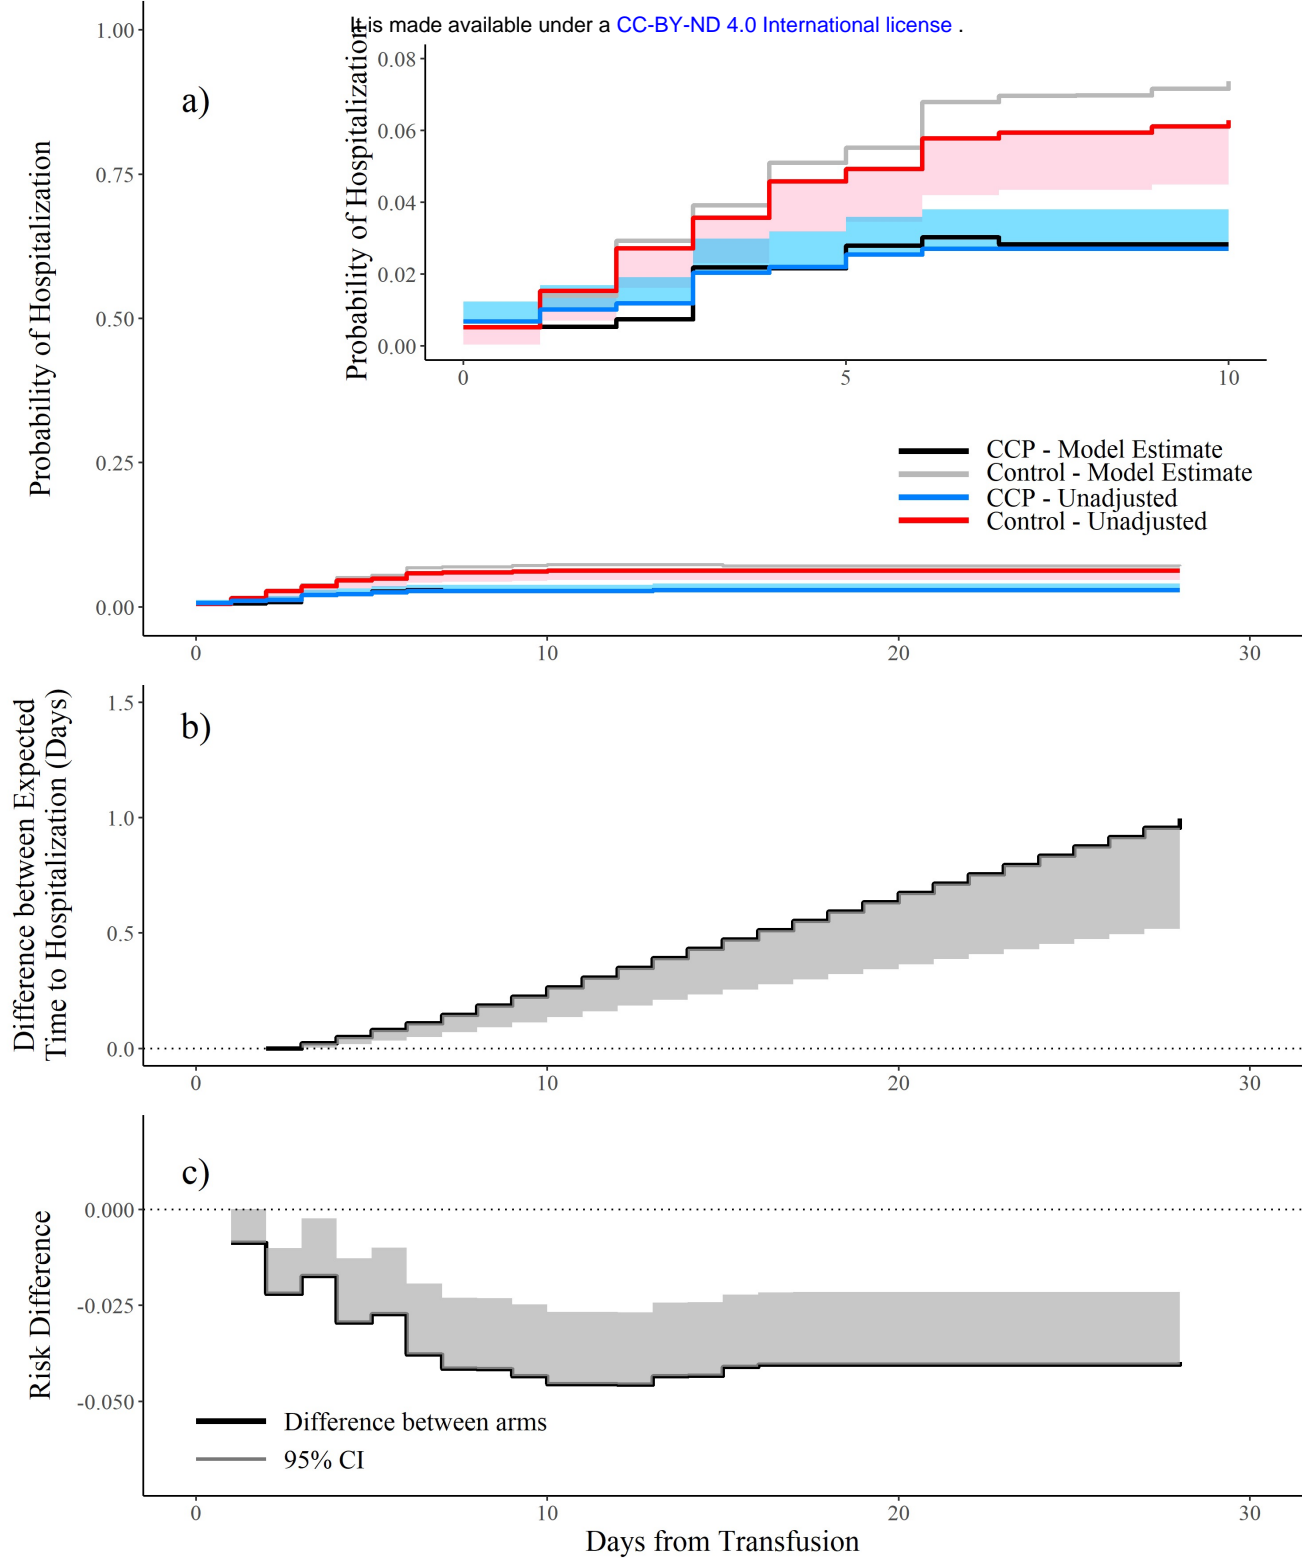 It is made available under a CC-BY-ND 4.0 International license .
a)
Probability of Hospitalization
1.00
0.75
0.50
0.25
0.00
Probability of Hospitalization
0.08
0.06
0.04
0.02
0.00
0 5 10
CCP - Model Estimate
Control - Model Estimate
CCP - Unadjusted
Control - Unadjusted
0 10 20 30
b)
Difference between Expected
Time to Hospitalization (Days)
1.5
1.0
0.5
0.0
0 10 20 30
c)
Risk Difference
0.000
-0.025
-0.050
Difference between arms
95% CI
0 10 20 30
Days from Transfusion